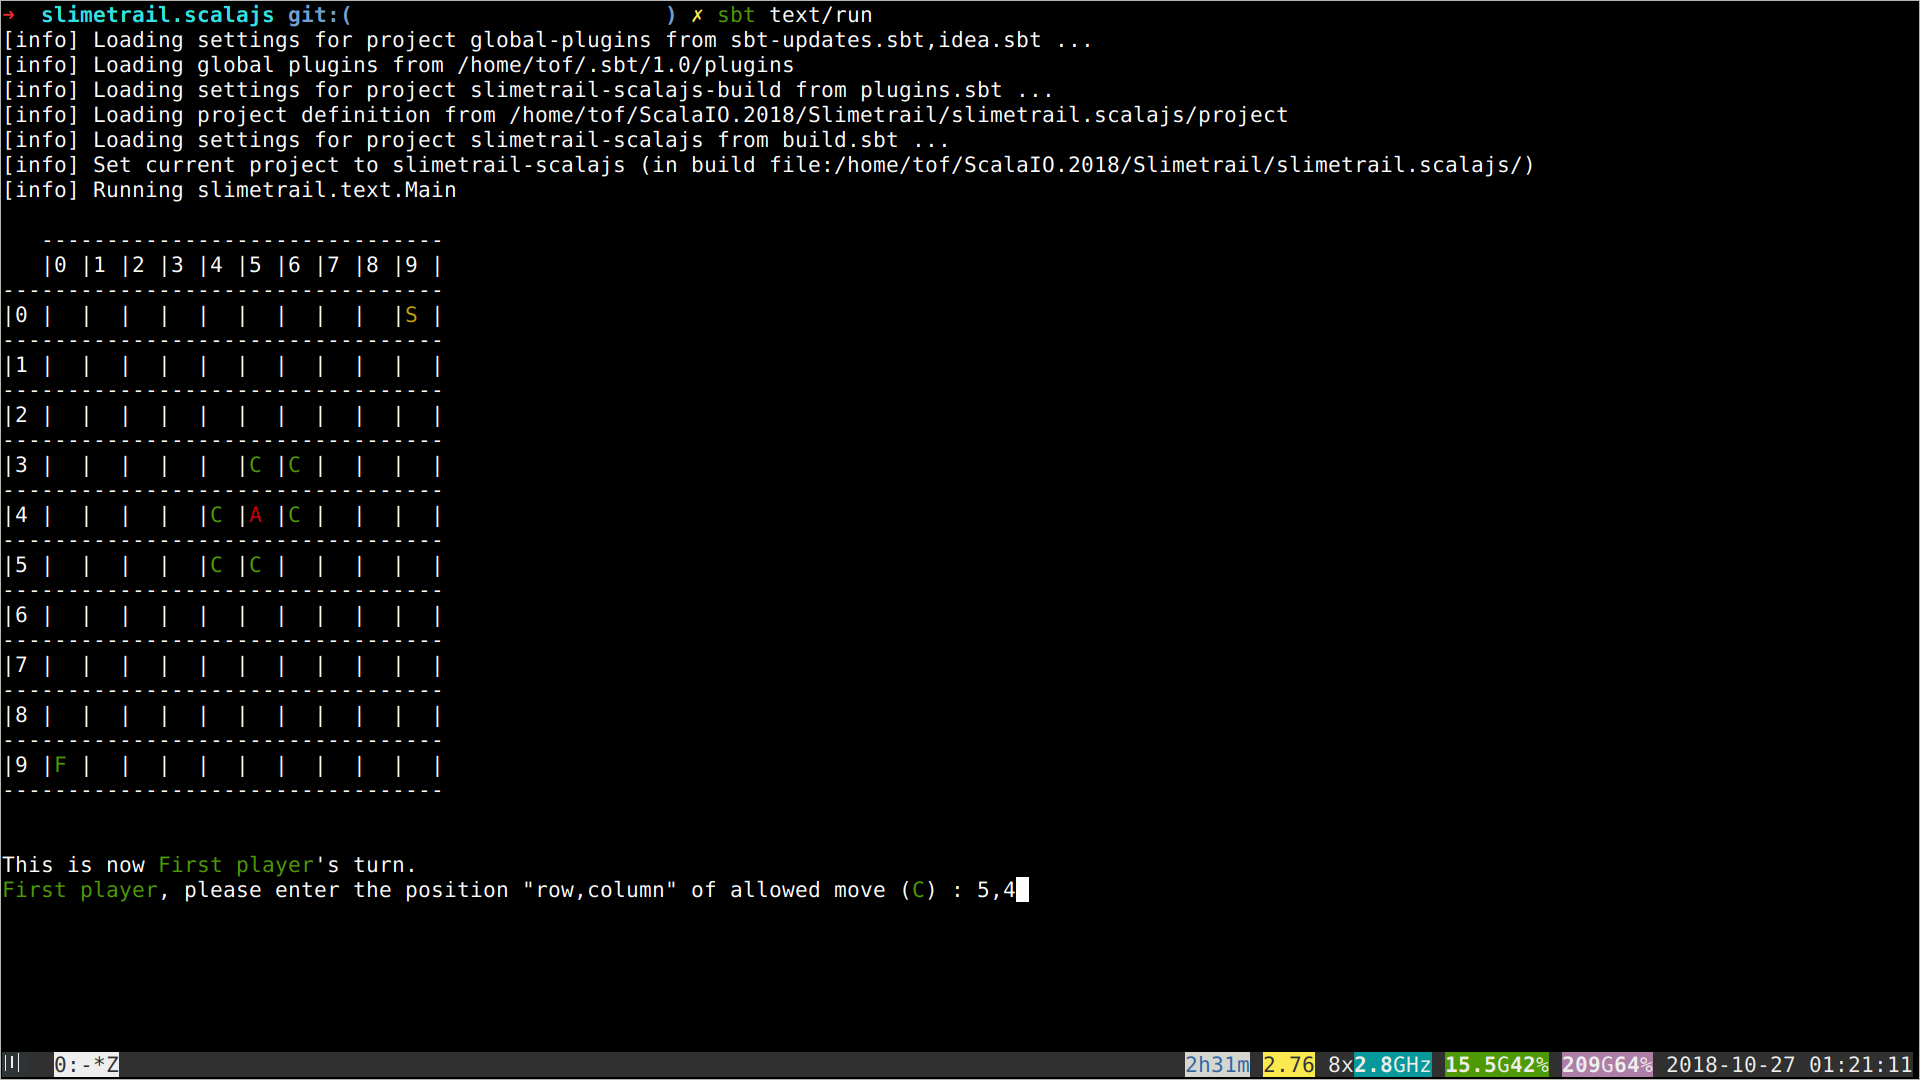 ➜  slimetrail.scalajs git:(                        ) ✗ sbt text/run
[info] Loading settings for project global-plugins from sbt-updates.sbt,idea.sbt ...
[info] Loading global plugins from /home/tof/.sbt/1.0/plugins
[info] Loading settings for project slimetrail-scalajs-build from plugins.sbt ...
[info] Loading project definition from /home/tof/ScalaIO.2018/Slimetrail/slimetrail.scalajs/project
[info] Loading settings for project slimetrail-scalajs from build.sbt ...
[info] Set current project to slimetrail-scalajs (in build file:/home/tof/ScalaIO.2018/Slimetrail/slimetrail.scalajs/)
[info] Running slimetrail.text.Main
   -------------------------------
   |0 |1 |2 |3 |4 |5 |6 |7 |8 |9 |
----------------------------------
|0 |  |  |  |  |  |  |  |  |  |S |
----------------------------------
|1 |  |  |  |  |  |  |  |  |  |  |
----------------------------------
|2 |  |  |  |  |  |  |  |  |  |  |
----------------------------------
|3 |  |  |  |  |  |C |C |  |  |  |
----------------------------------
|4 |  |  |  |  |C |A |C |  |  |  |
----------------------------------
|5 |  |  |  |  |C |C |  |  |  |  |
----------------------------------
|6 |  |  |  |  |  |  |  |  |  |  |
----------------------------------
|7 |  |  |  |  |  |  |  |  |  |  |
----------------------------------
|8 |  |  |  |  |  |  |  |  |  |  |
----------------------------------
|9 |F |  |  |  |  |  |  |  |  |  |
----------------------------------
This is now First player's turn.
First player, please enter the position "row,column" of allowed move (C) : 5,4
0:-*Z 2h31m 2.76 8x2.8GHz 15.5G42% 209G64% 2018-10-27 01:21:11